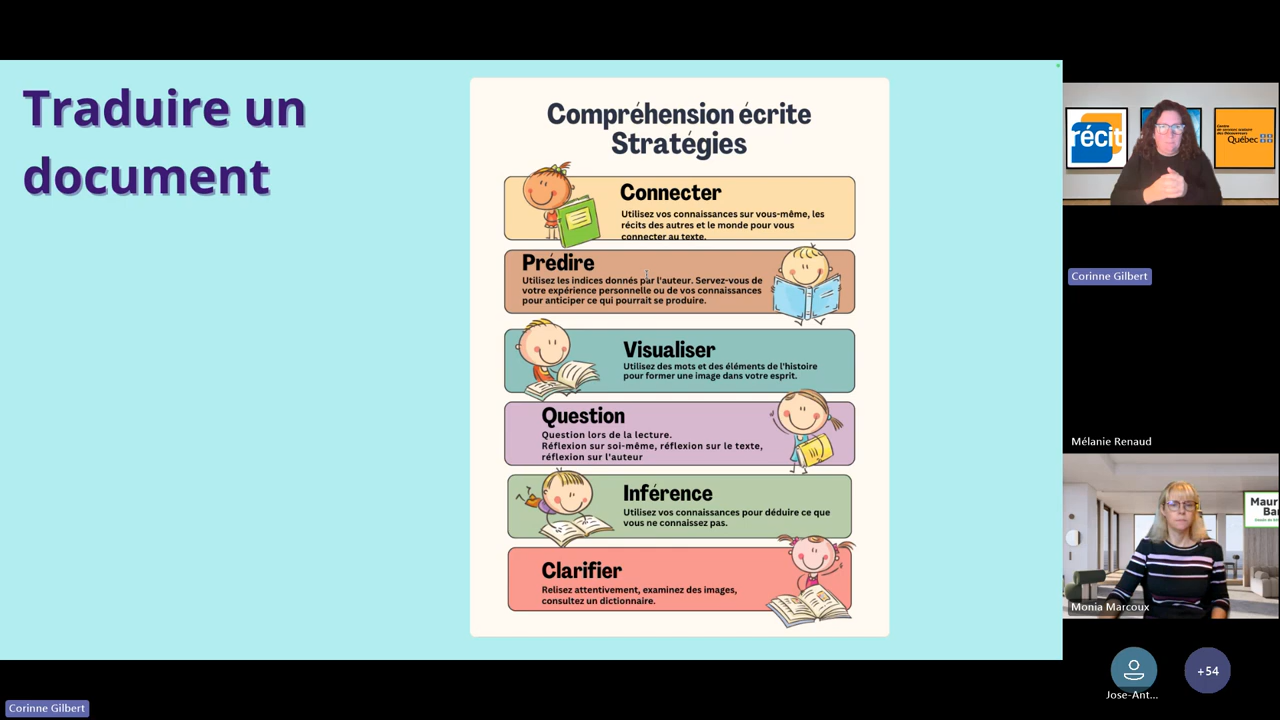 Traduire un
document
Compréhension écrite
Stratégies
Connecter
Utilisez vos connaissances sur vous-même, les
récits des autres et le monde pour vous
connecter au texte.
Prédire
Utilisez les indices donnés par l'auteur. Servez-vous de
votre expérience personnelle ou de vos connaissances
pour anticiper ce qui pourrait se produire.
Visualiser
Utilisez des mots et des éléments de l'histoire
pour former une image dans votre esprit.
Question
Question lors de la lecture.
Réflexion sur soi-même, réflexion sur le texte,
réflexion sur l'auteur
Inférence
Utilisez vos connaissances pour déduire ce que
vous ne connaissez pas.
Clarifier
Relisez attentivement, examinez des images,
consultez un dictionnaire.
récit
Québec
Corinne Gilbert
Mélanie Renaud
Monia Marcoux
Jose-Ant...
+54
Corinne Gilbert